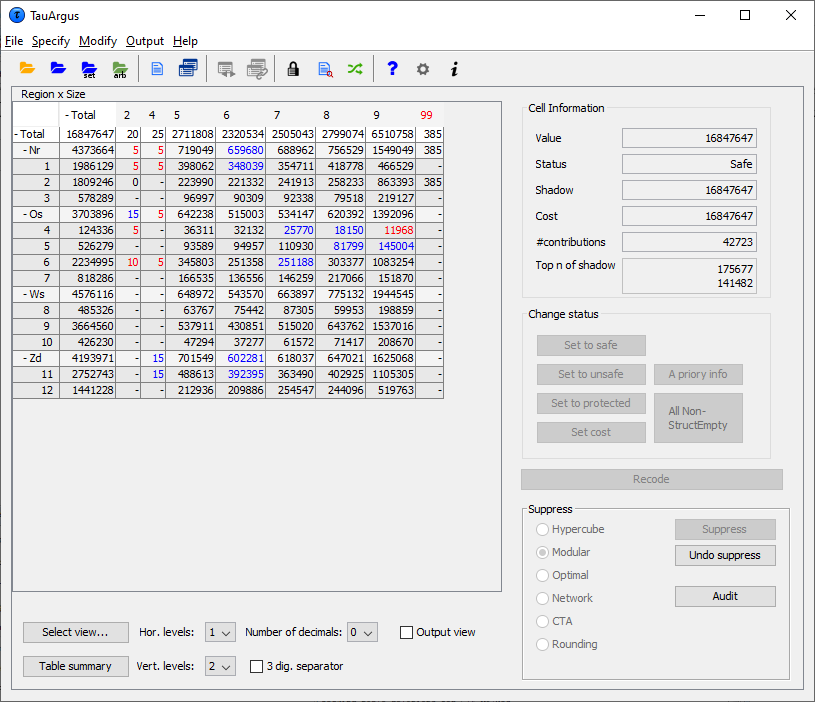 TauArgus
File Specify Modify Output Help
set arb
Region x Size
- Total 2 4 5 6 7 8 9 99
- Total 16847647 20 25 2711808 2320534 2505043 2799074 6510758 385
- Nr 4373664 5 5 719049 659680 688962 756529 1549049 385
1 1986129 5 5 398062 348039 354711 418778 466529 -
2 1809246 0 - 223990 221332 241913 258233 863393 385
3 578289 - - 96997 90309 92338 79518 219127 -
- Os 3703896 15 5 642238 515003 534147 620392 1392096 -
4 124336 5 - 36311 32132 25770 18150 11968 -
5 526279 - - 93589 94957 110930 81799 145004 -
6 2234995 10 5 345803 251358 251188 303377 1083254 -
7 818286 - - 166535 136556 146259 217066 151870 -
- Ws 4576116 - - 648972 543570 663897 775132 1944545 -
8 485326 - - 63767 75442 87305 59953 198859 -
9 3664560 - - 537911 430851 515020 643762 1537016 -
10 426230 - - 47294 37277 61572 71417 208670 -
- Zd 4193971 - 15 701549 602281 618037 647021 1625068 -
11 2752743 - 15 488613 392395 363490 402925 1105305 -
12 1441228 - - 212936 209886 254547 244096 519763 -
Cell Information
Value 16847647
Status Safe
Shadow 16847647
Cost 16847647
#contributions 42723
Top n of shadow 175677
141482
Change status
Set to safe
Set to unsafe A priory info
Set to protected All Non-
StructEmpty
Set cost
Recode
Suppress
Hypercube Suppress
Modular Undo suppress
Optimal
Network Audit
CTA
Rounding
Select view... Hor. levels: 1 Number of decimals: 0 Output view
Table summary Vert. levels: 2 3 dig. separator